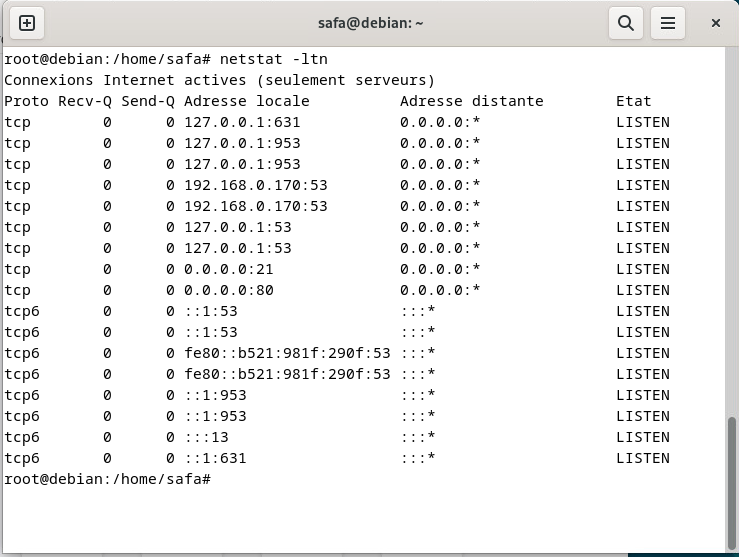 safa@debian: ~
root@debian:/home/safa# netstat -ltn
Connexions Internet actives (seulement serveurs)
Proto Recv-Q Send-Q Adresse locale          Adresse distante        Etat
tcp        0      0 127.0.0.1:631           0.0.0.0:*               LISTEN
tcp        0      0 127.0.0.1:953           0.0.0.0:*               LISTEN
tcp        0      0 127.0.0.1:953           0.0.0.0:*               LISTEN
tcp        0      0 192.168.0.170:53        0.0.0.0:*               LISTEN
tcp        0      0 192.168.0.170:53        0.0.0.0:*               LISTEN
tcp        0      0 127.0.0.1:53            0.0.0.0:*               LISTEN
tcp        0      0 127.0.0.1:53            0.0.0.0:*               LISTEN
tcp        0      0 0.0.0.0:21              0.0.0.0:*               LISTEN
tcp        0      0 0.0.0.0:80              0.0.0.0:*               LISTEN
tcp6       0      0 ::1:53                  :::*                    LISTEN
tcp6       0      0 ::1:53                  :::*                    LISTEN
tcp6       0      0 fe80::b521:981f:290f:53 :::*                    LISTEN
tcp6       0      0 fe80::b521:981f:290f:53 :::*                    LISTEN
tcp6       0      0 ::1:953                 :::*                    LISTEN
tcp6       0      0 ::1:953                 :::*                    LISTEN
tcp6       0      0 :::13                   :::*                    LISTEN
tcp6       0      0 ::1:631                 :::*                    LISTEN
root@debian:/home/safa#